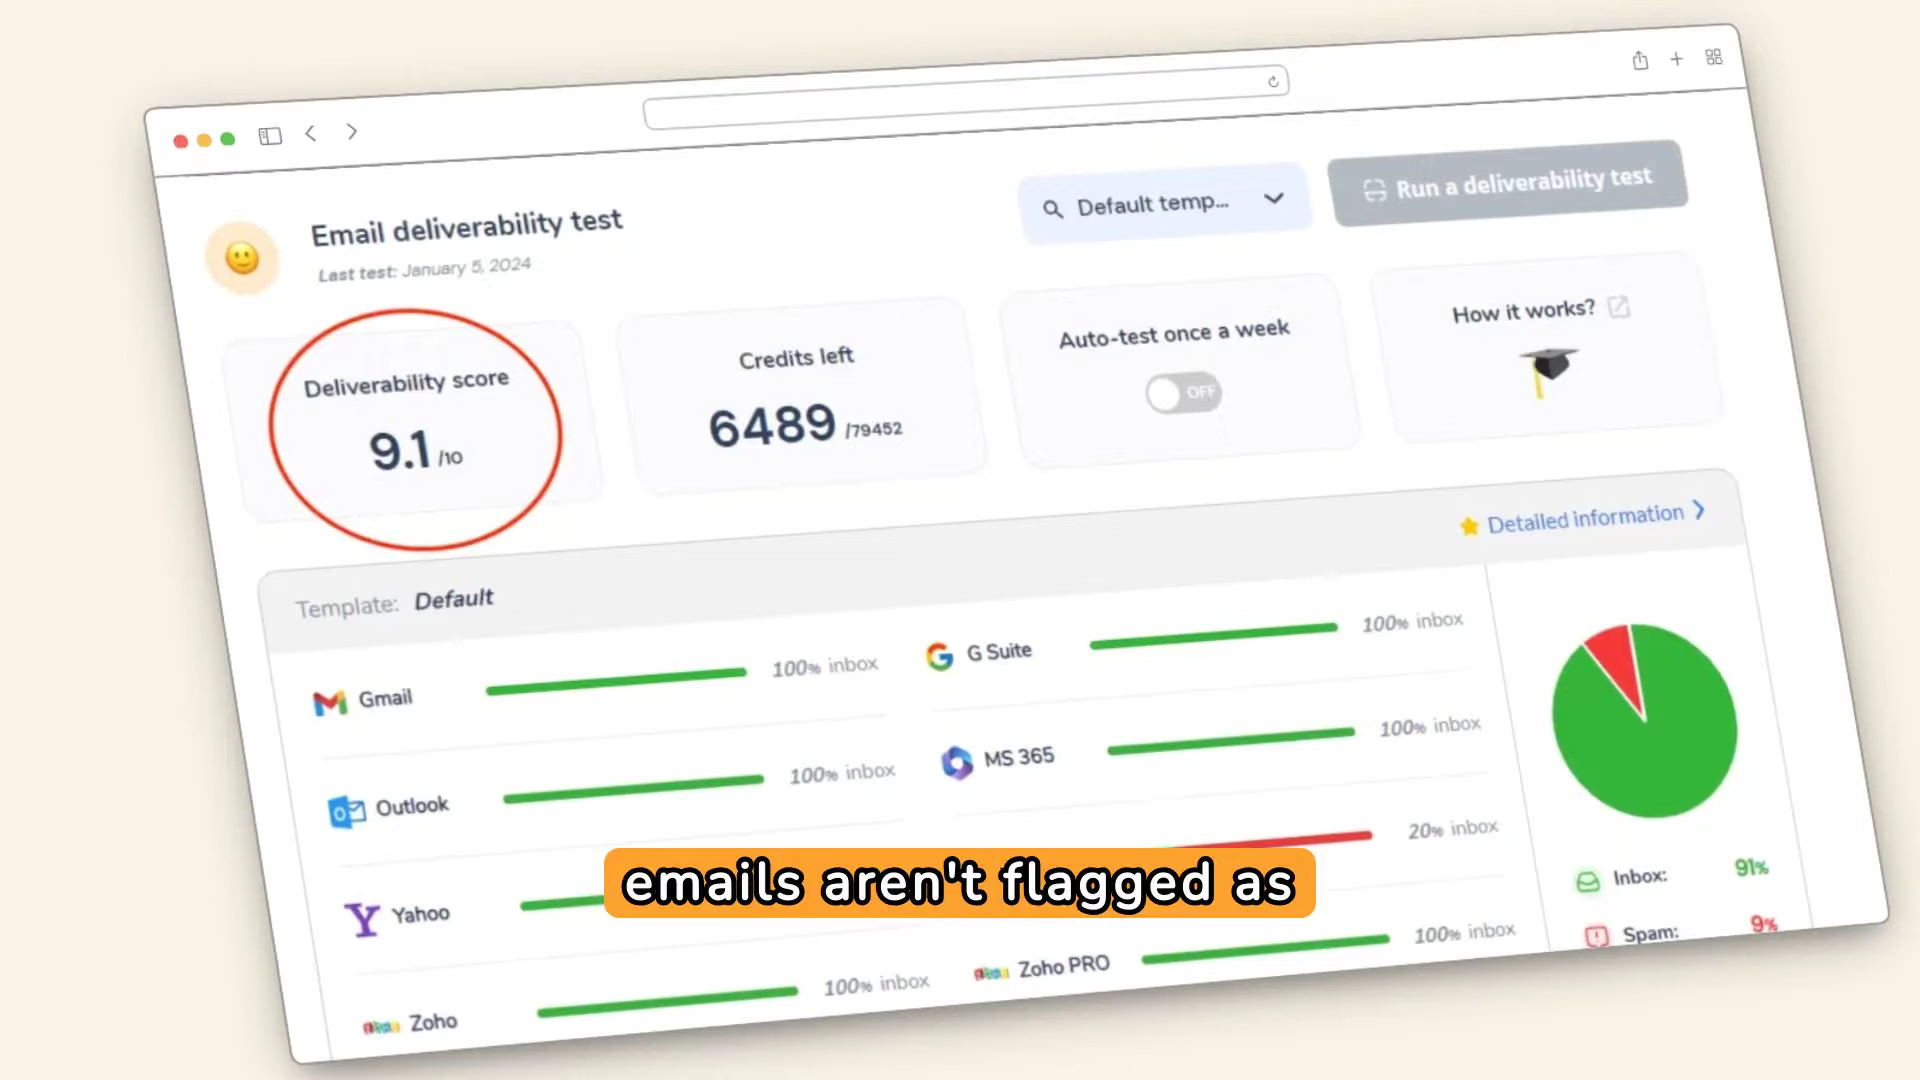 Email deliverability test
Last test: January 5, 2024
Default temp...
Run a deliverability test
Deliverability score
9.1 /10
Credits left
6489 /79452
Auto-test once a week
OFF
How it works?
Detailed information
Template: Default
Gmail 100% inbox
G Suite 100% inbox
Outlook 100% inbox
MS 365 100% inbox
Yahoo
20% inbox
Zoho 100% inbox
Zoho PRO 100% inbox
Inbox: 91%
Spam: 9%
emails aren't flagged as